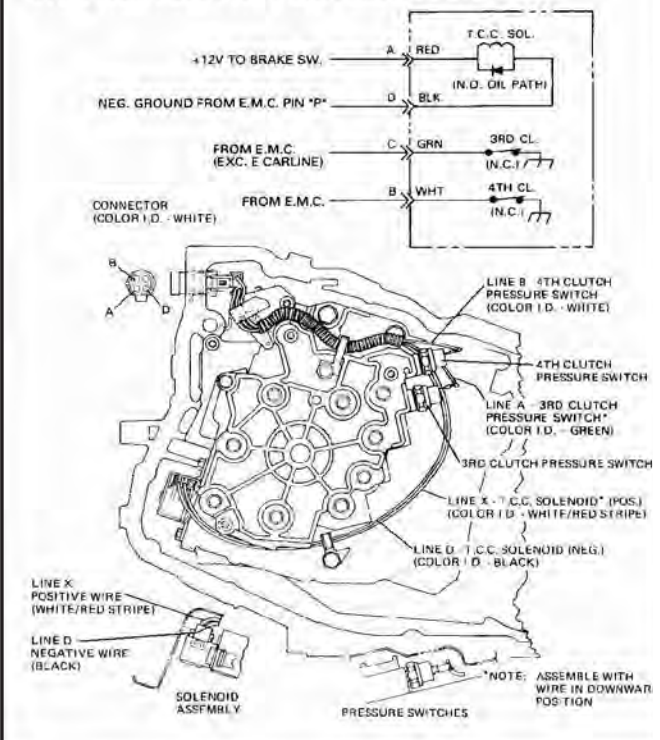 T.C.C. SOL.
+12V TO BRAKE SW.
A
RED
(N.O. OIL PATH)
NEG. GROUND FROM E.M.C. PIN "P"
D
BLK
FROM E.M.C.
(EXC. E CARLINE)
C
GRN
3RD CL.
(N.C.)
FROM E.M.C.
B
WHT
4TH CL.
(N.C.)
CONNECTOR
(COLOR I.D. - WHITE)
B
A
D
LINE B 4TH CLUTCH
PRESSURE SWITCH
(COLOR I.D. - WHITE)
4TH CLUTCH
PRESSURE SWITCH
LINE A - 3RD CLUTCH
PRESSURE SWITCH*
(COLOR I.D. - GREEN)
3RD CLUTCH PRESSURE SWITCH
LINE X - T.C.C. SOLENOID* (POS.)
(COLOR I.D. - WHITE/RED STRIPE)
LINE D - T.C.C. SOLENOID (NEG.)
(COLOR I.D. - BLACK)
LINE X
POSITIVE WIRE
(WHITE/RED STRIPE)
LINE D
NEGATIVE WIRE
(BLACK)
SOLENOID
ASSEMBLY
PRESSURE SWITCHES
*NOTE: ASSEMBLE WITH
WIRE IN DOWNWAR
POSITION